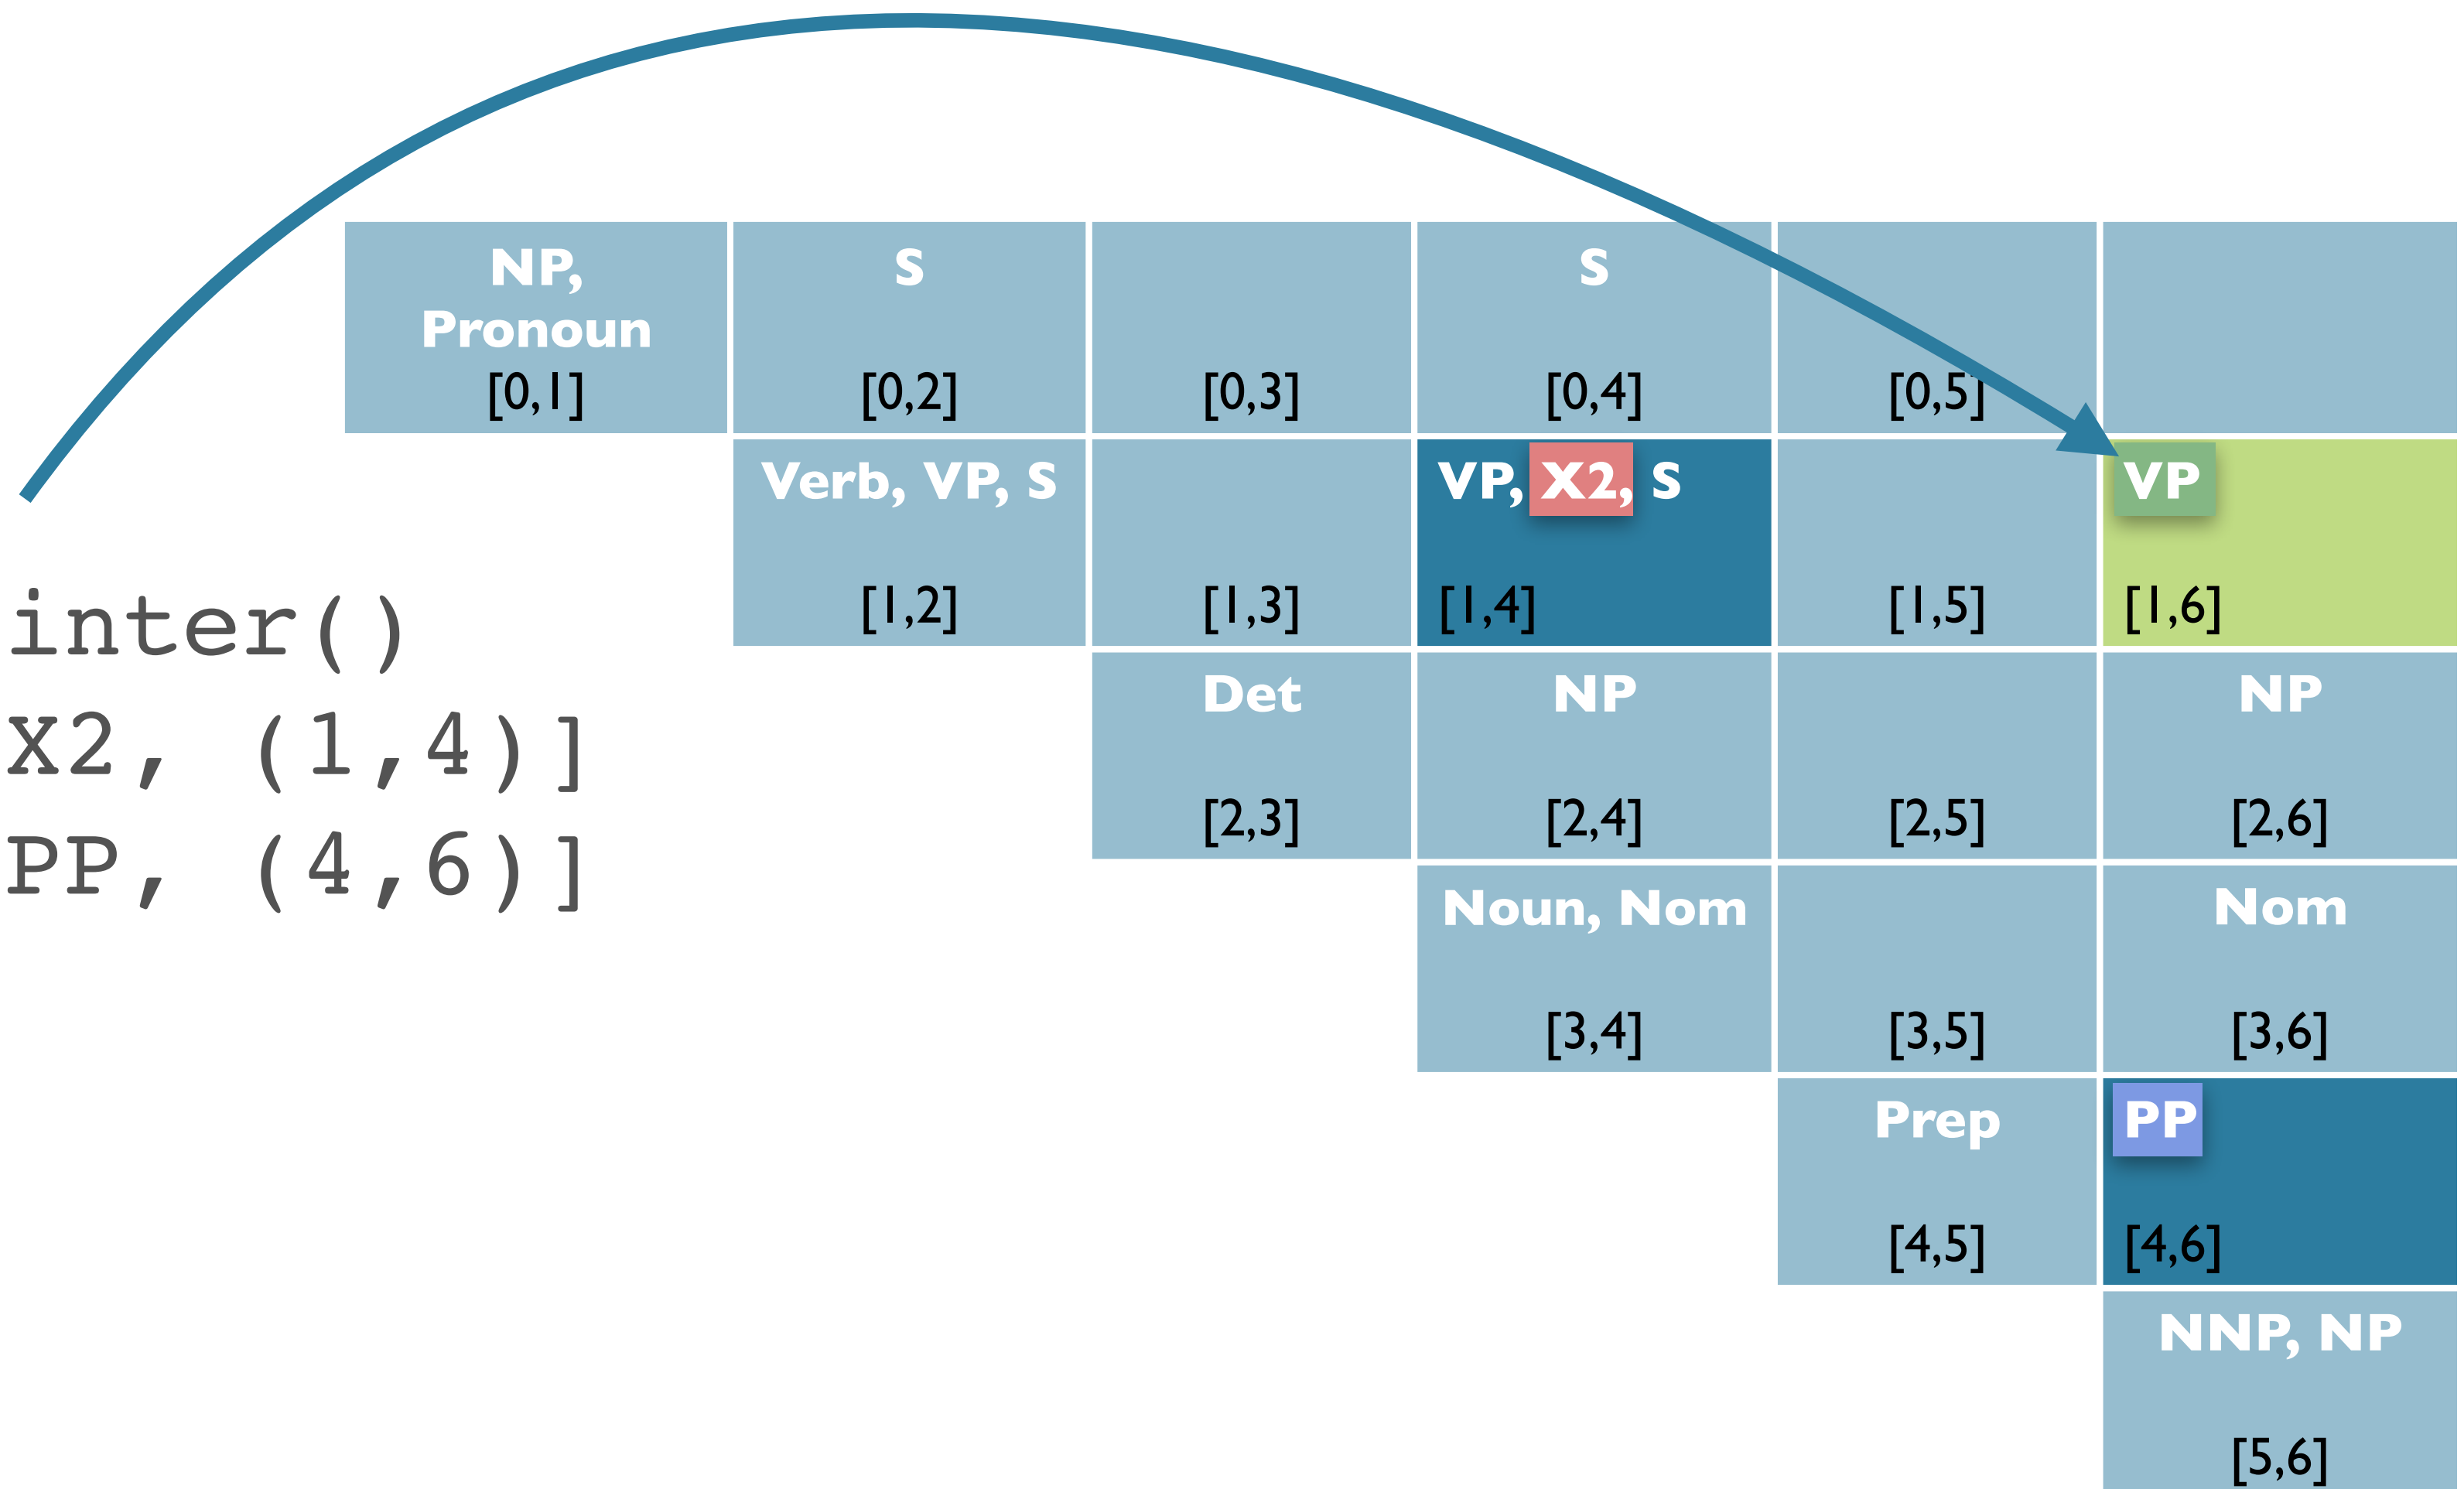 NP,
Pronoun
[0,1]
S
[0,2]
[0,3]
S
[0,4]
[0,5]
Verb, VP, S
[1,2]
[1,3]
VP, X2, S
[1,4]
[1,5]
VP
[1,6]
inter()
X2, (1,4)]
PP, (4,6)]
Det
[2,3]
NP
[2,4]
[2,5]
NP
[2,6]
Noun, Nom
[3,4]
[3,5]
Nom
[3,6]
Prep
[4,5]
PP
[4,6]
NNP, NP
[5,6]